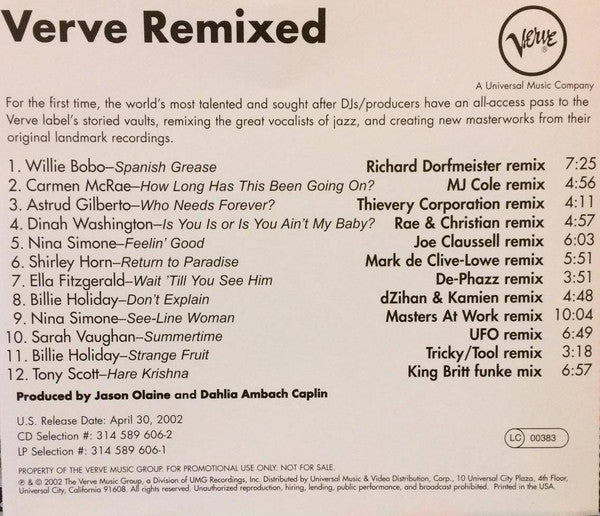 Verve Remixed
Verve®
A Universal Music Company
For the first time, the world's most talented and sought after DJs/producers have an all-access pass to the
Verve label's storied vaults, remixing the great vocalists of jazz, and creating new masterworks from their
original landmark recordings.
1. Willie Bobo–Spanish Grease Richard Dorfmeister remix 7:25
2. Carmen McRae–How Long Has This Been Going On? MJ Cole remix 4:56
3. Astrud Gilberto–Who Needs Forever? Thievery Corporation remix 4:11
4. Dinah Washington–Is You Is or Is You Ain't My Baby? Rae & Christian remix 4:57
5. Nina Simone–Feelin' Good Joe Claussell remix 6:03
6. Shirley Horn–Return to Paradise Mark de Clive-Lowe remix 5:51
7. Ella Fitzgerald–Wait 'Till You See Him De-Phazz remix 3:51
8. Billie Holiday–Don't Explain dZihan & Kamien remix 4:48
9. Nina Simone–See-Line Woman Masters At Work remix 10:04
10. Sarah Vaughan–Summertime UFO remix 6:49
11. Billie Holiday–Strange Fruit Tricky/Tool remix 3:18
12. Tony Scott–Hare Krishna King Britt funke mix 6:57
Produced by Jason Olaine and Dahlia Ambach Caplin
U.S. Release Date: April 30, 2002
CD Selection #: 314 589 606-2
LP Selection #: 314 589 606-1
LC 00383
PROPERTY OF THE VERVE MUSIC GROUP. FOR PROMOTIONAL USE ONLY. NOT FOR SALE.
℗ & © 2002 The Verve Music Group, a Division of UMG Recordings, Inc. Distributed by Universal Music & Video Distribution, Corp., 10 Universal City Plaza, 4th Floor,
Universal City, California 91608. All rights reserved. Unauthorized reproduction, hiring, lending, public performance, and broadcast prohibited. Printed in the USA.